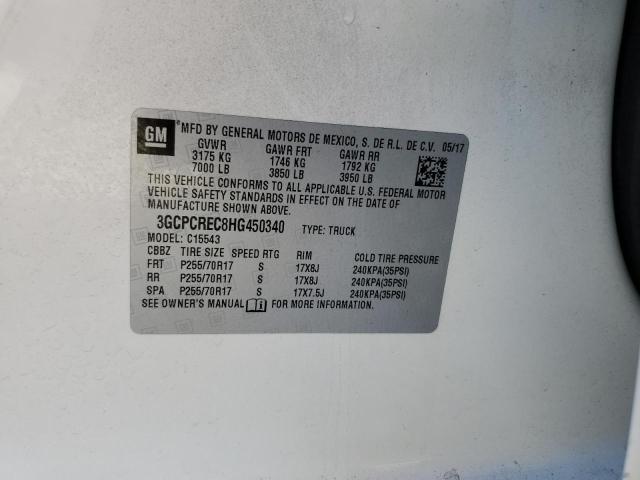 GM
® MFD BY GENERAL MOTORS DE MEXICO, S. DE R.L. DE C.V. 05/17
GVWR GAWR FRT GAWR RR
3175 KG 1746 KG 1792 KG
7000 LB 3850 LB 3950 LB
THIS VEHICLE CONFORMS TO ALL APPLICABLE U.S. FEDERAL MOTOR
VEHICLE SAFETY STANDARDS IN EFFECT ON THE DATE OF
MANUFACTURE SHOWN ABOVE.
3GCPCREC8HG450340 TYPE: TRUCK
MODEL: C15543
CBBZ TIRE SIZE SPEED RTG RIM COLD TIRE PRESSURE
FRT P255/70R17 S 17X8J 240KPA(35PSI)
RR P255/70R17 S 17X8J 240KPA(35PSI)
SPA P255/70R17 S 17X7.5J 240KPA(35PSI)
SEE OWNER'S MANUAL FOR MORE INFORMATION.